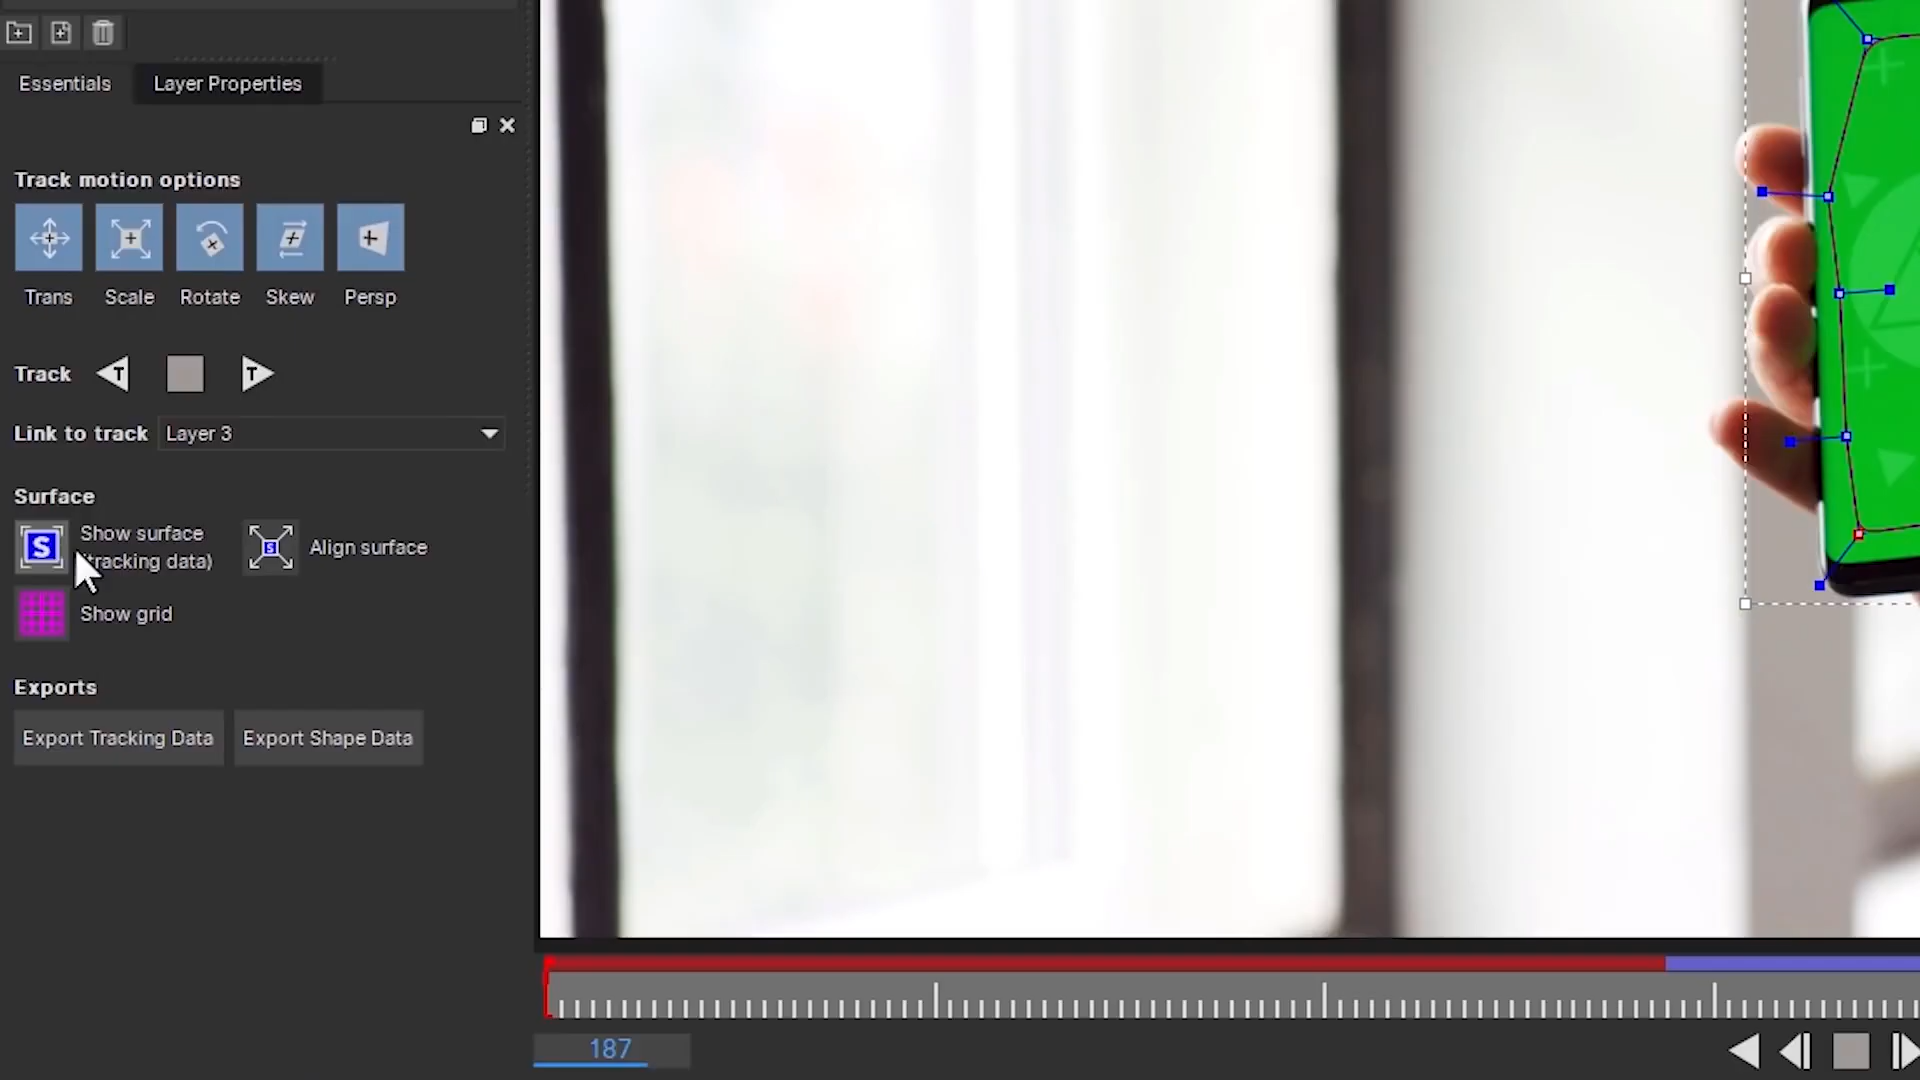 Essentials
Layer Properties
Track motion options
Trans
Scale
Rotate
Skew
Persp
Track
T
T
Link to track
Layer 3
Surface
S
Show surface
tracking data)
S
Align surface
Show grid
Exports
Export Tracking Data
Export Shape Data
187